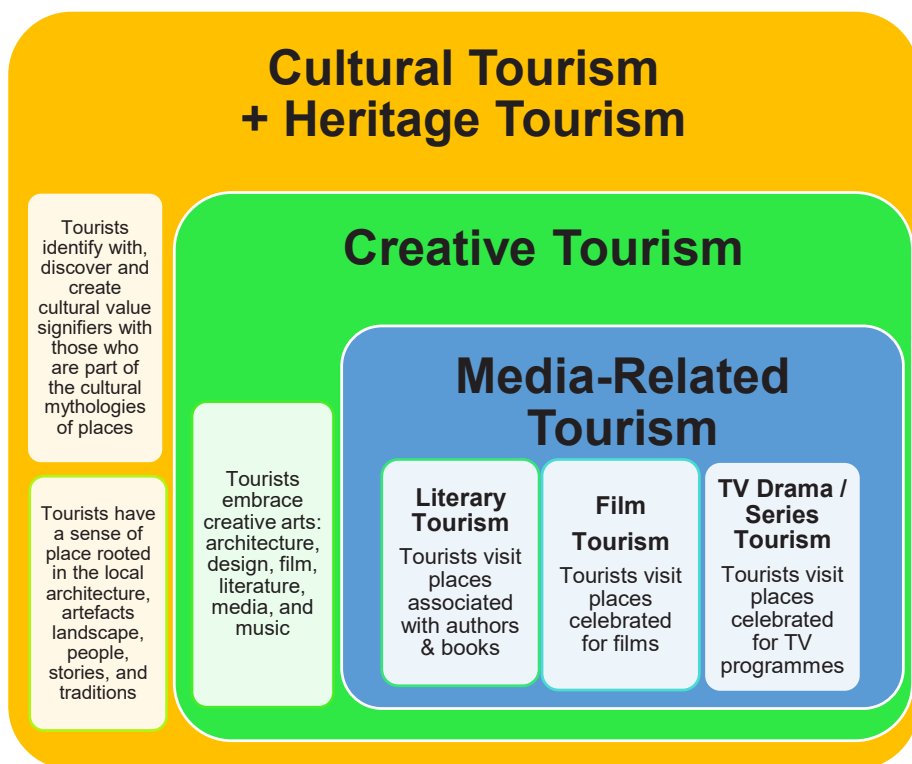 Cultural Tourism
+ Heritage Tourism
Tourists
identify with,
discover and
create
cultural value
signifiers with
those who
are part of
the cultural
mythologies
of places
Tourists have
a sense of
place rooted
in the local
architecture,
artefacts
landscape,
people,
stories, and
traditions
Creative Tourism
Tourists
embrace
creative arts:
architecture,
design, film,
literature,
media, and
music
Media-Related
Tourism
Literary
Tourism
Tourists visit
places
associated
with authors
& books
Film
Tourism
Tourists visit
places
celebrated
for films
TV Drama /
Series
Tourism
Tourists visit
places
celebrated
for TV
programmes